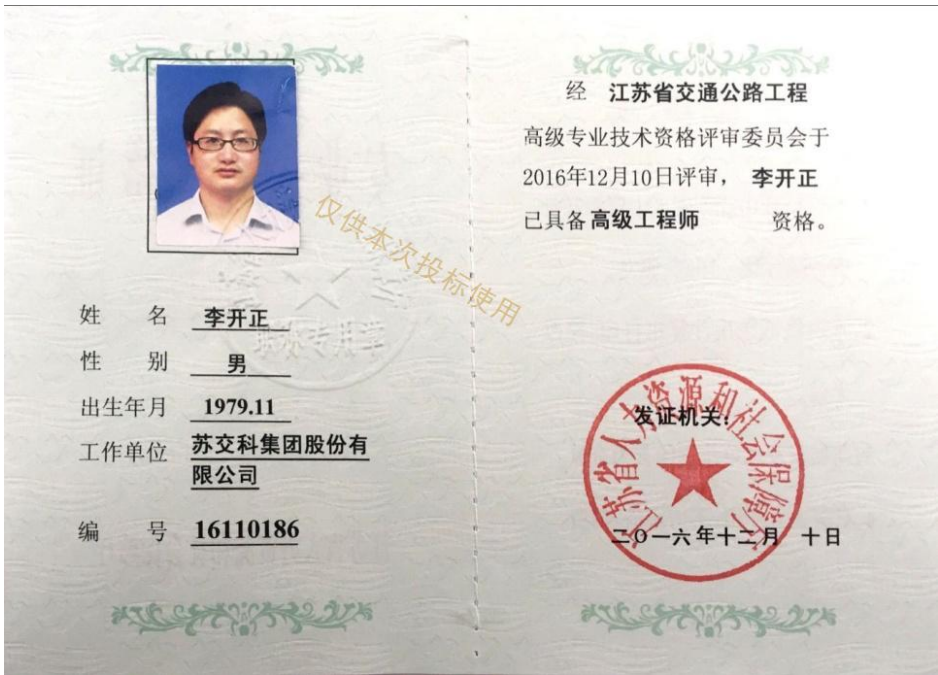 姓 名 李开正
性 别 男
出生年月 1979.11
工作单位 苏交科集团股份有
限公司
编 号 16110186
仅供本次投标使用
职称专用章
经 江苏省交通公路工程
高级专业技术资格评审委员会于
2016年12月10日评审， 李开正
已具备 高级工程师 资格。
江苏省人力资源和社会保障厅
发证机关：
二〇一六年十二月 十日